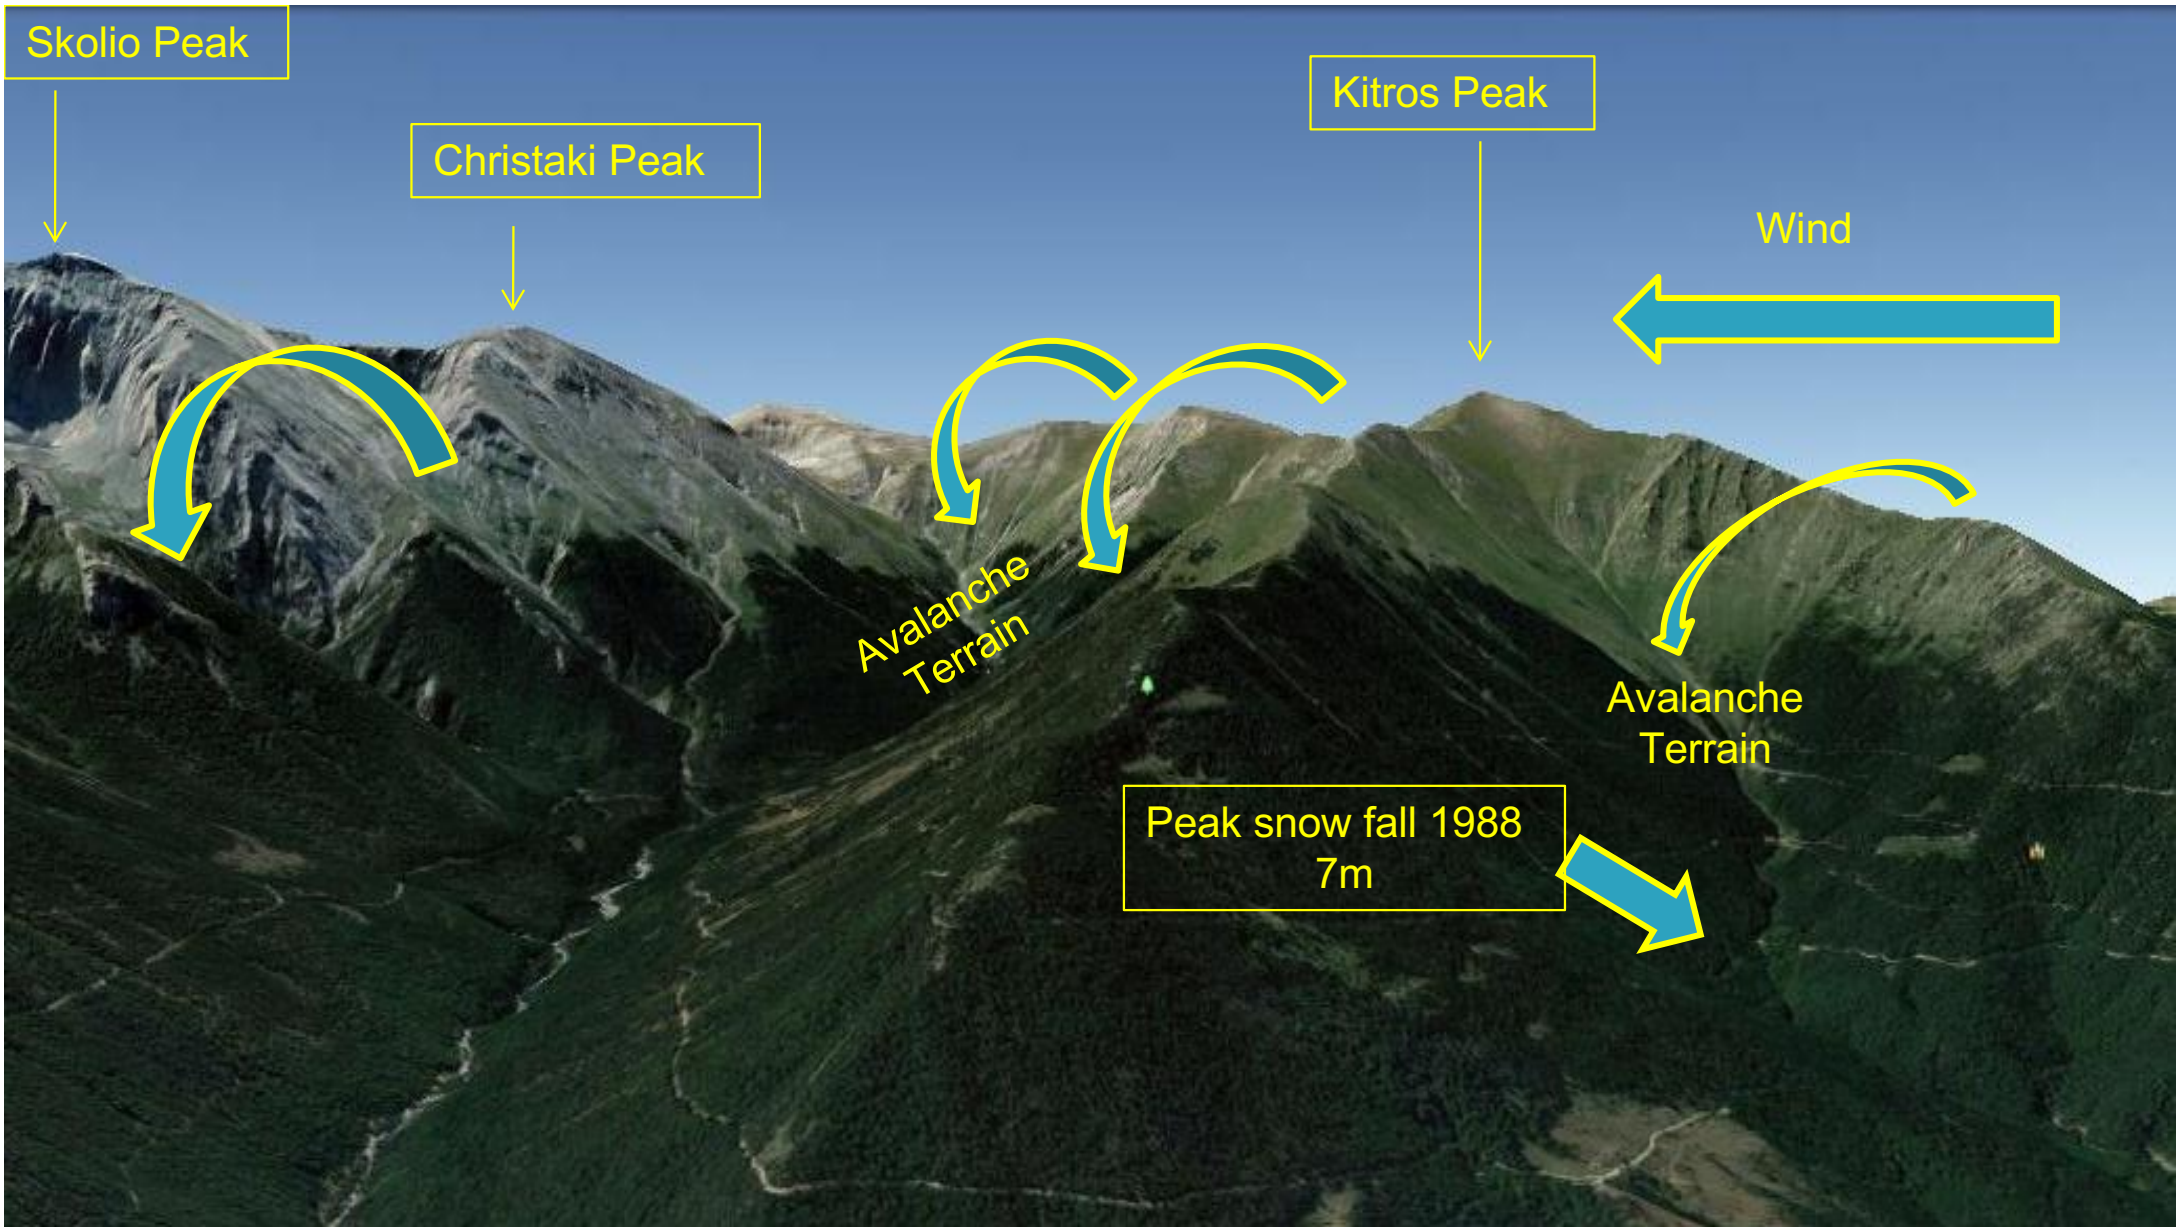 Skolio Peak
Christaki Peak
Kitros Peak
Wind
Avalanche
Terrain
Avalanche
Terrain
Peak snow fall 1988
7m